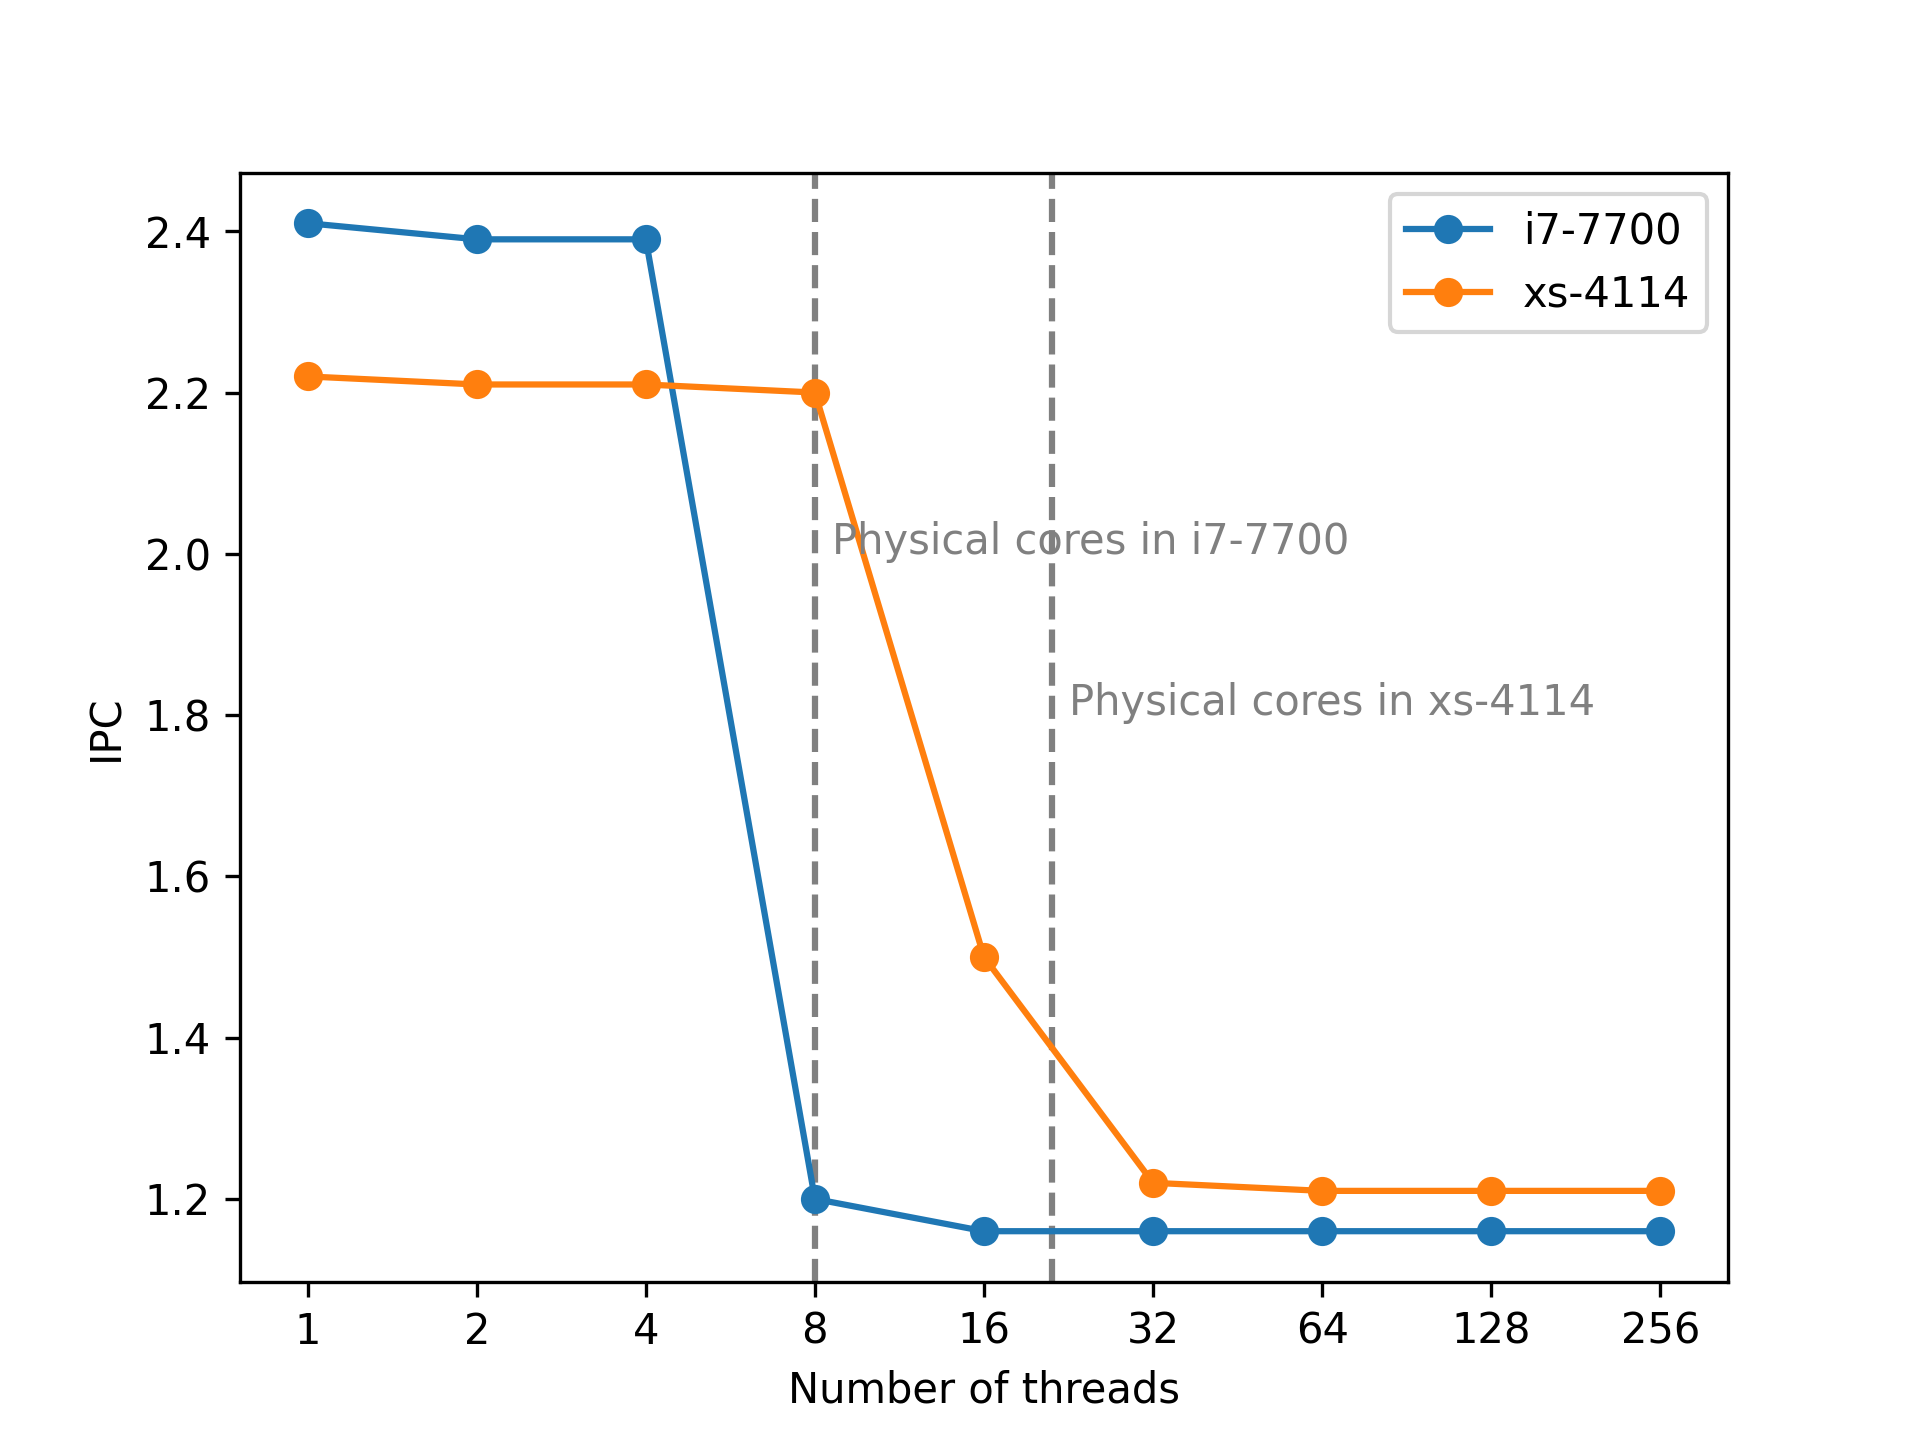 i7-7700
xs-4114
2.4
2.2
2.0
1.8
1.6
1.4
1.2
IPC
Physical cores in i7-7700
Physical cores in xs-4114
1 2 4 8 16 32 64 128 256
Number of threads